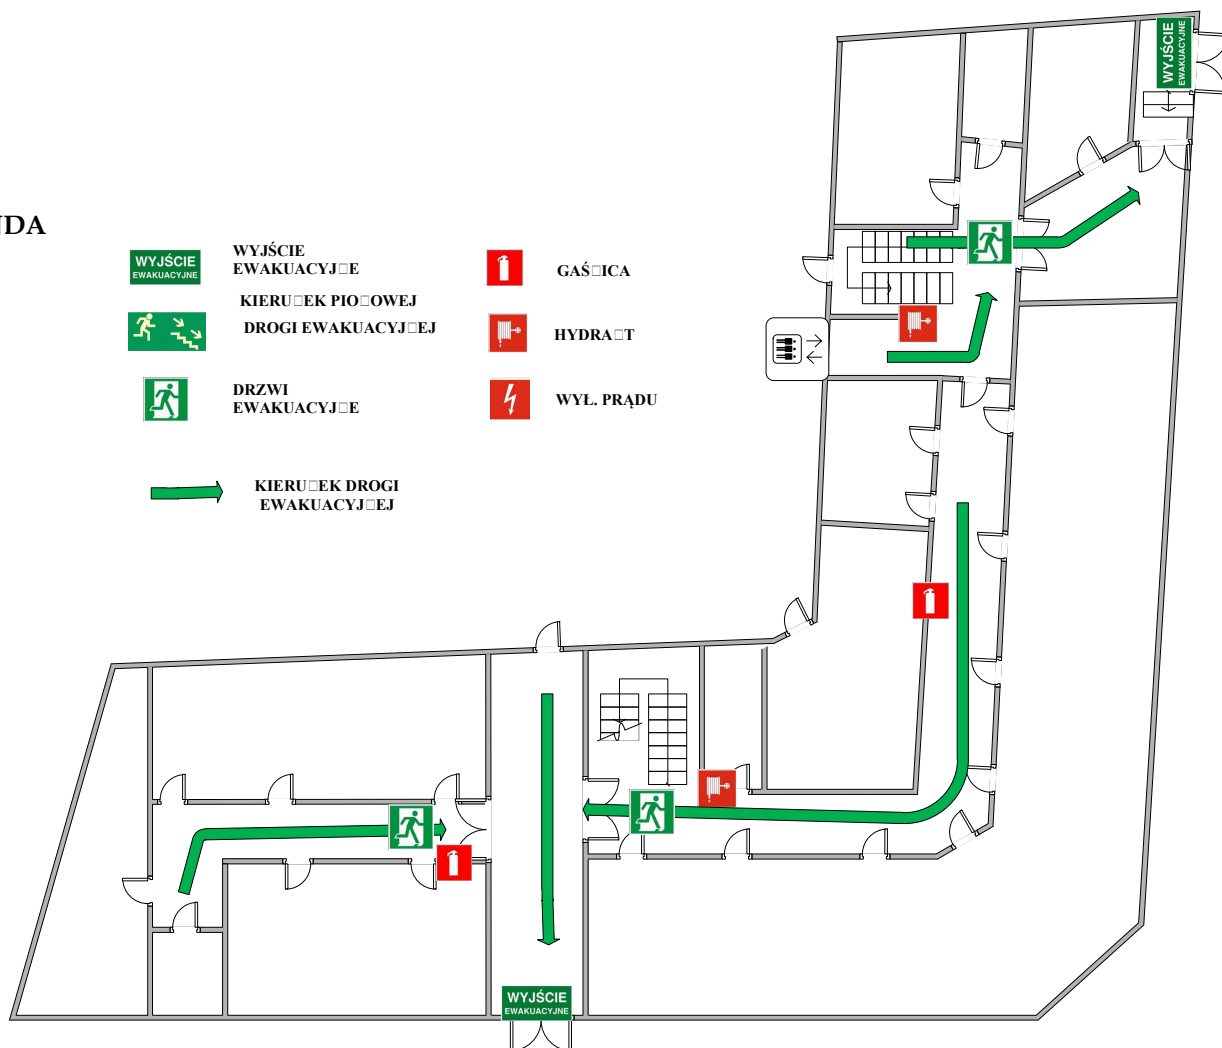 NDA
WYJŚCIE
EWAKUACYJNE
WYJŚCIE
EWAKUACYJ□E
GAŚ□ICA
KIERU□EK PIO□OWEJ
DROGI EWAKUACYJ□EJ
HYDRA□T
DRZWI
EWAKUACYJ□E
WYŁ. PRĄDU
KIERU□EK DROGI
EWAKUACYJ□EJ
WYJŚCIE
EWAKUACYJNE
WYJŚCIE
EWAKUACYJNE